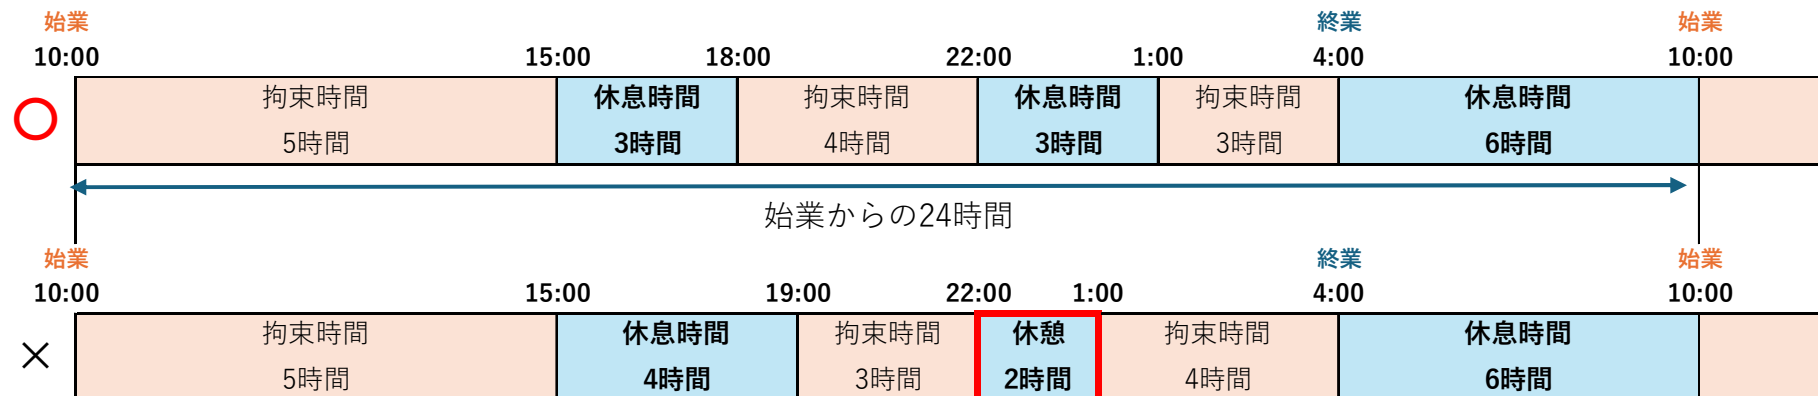 始業 終業 始業
10:00 15:00 18:00 22:00 1:00 4:00 10:00
拘束時間 休息時間 拘束時間 休息時間 拘束時間 休息時間
5時間 3時間 4時間 3時間 3時間 6時間
始業からの24時間
始業 終業 始業
10:00 15:00 19:00 22:00 1:00 4:00 10:00
拘束時間 休息時間 拘束時間 休憩 拘束時間 休息時間
5時間 4時間 3時間 2時間 4時間 6時間